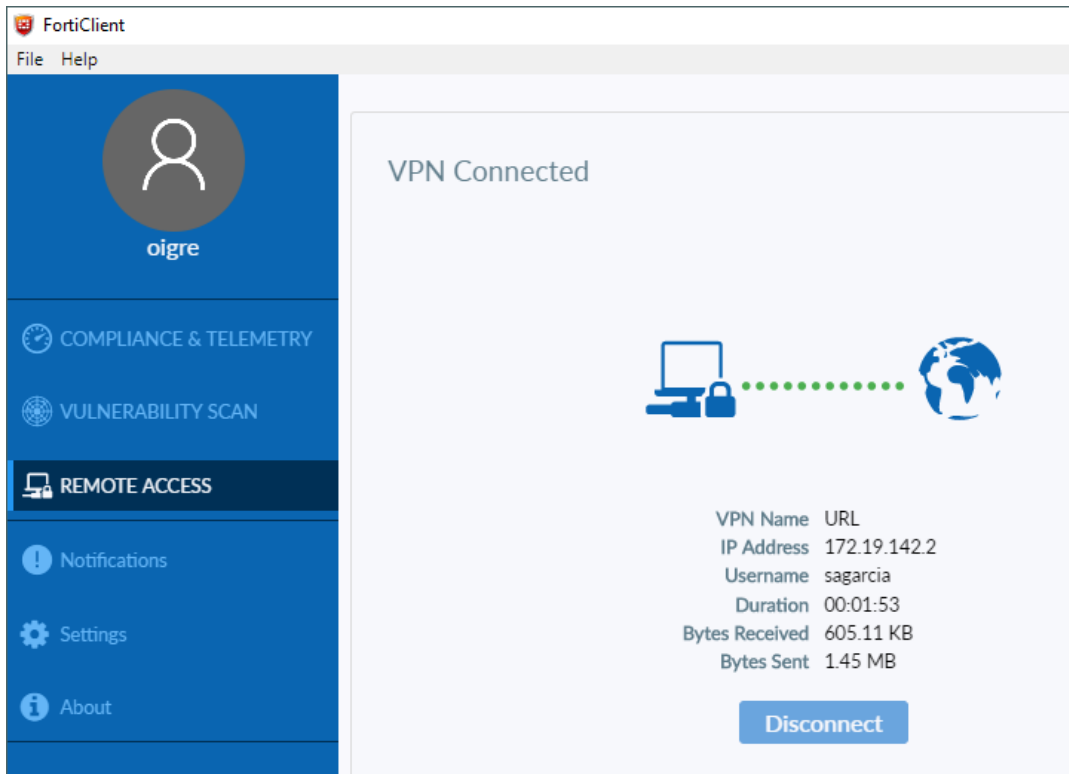 FortiClient
File Help
oigre
COMPLIANCE & TELEMETRY
VULNERABILITY SCAN
REMOTE ACCESS
Notifications
Settings
About
VPN Connected
VPN Name URL
IP Address 172.19.142.2
Username sagarcia
Duration 00:01:53
Bytes Received 605.11 KB
Bytes Sent 1.45 MB
Disconnect